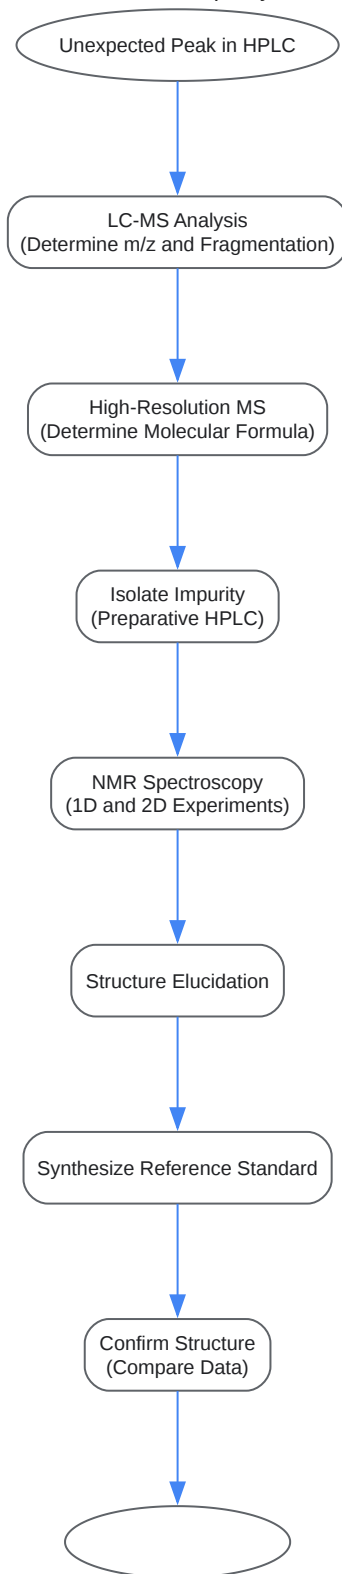 Unexpected Peak in HPLC
LC-MS Analysis
(Determine m/z and Fragmentation)
High-Resolution MS
(Determine Molecular Formula)
Isolate Impurity
(Preparative HPLC)
NMR Spectroscopy
(1D and 2D Experiments)
Structure Elucidation
Synthesize Reference Standard
Confirm Structure
(Compare Data)